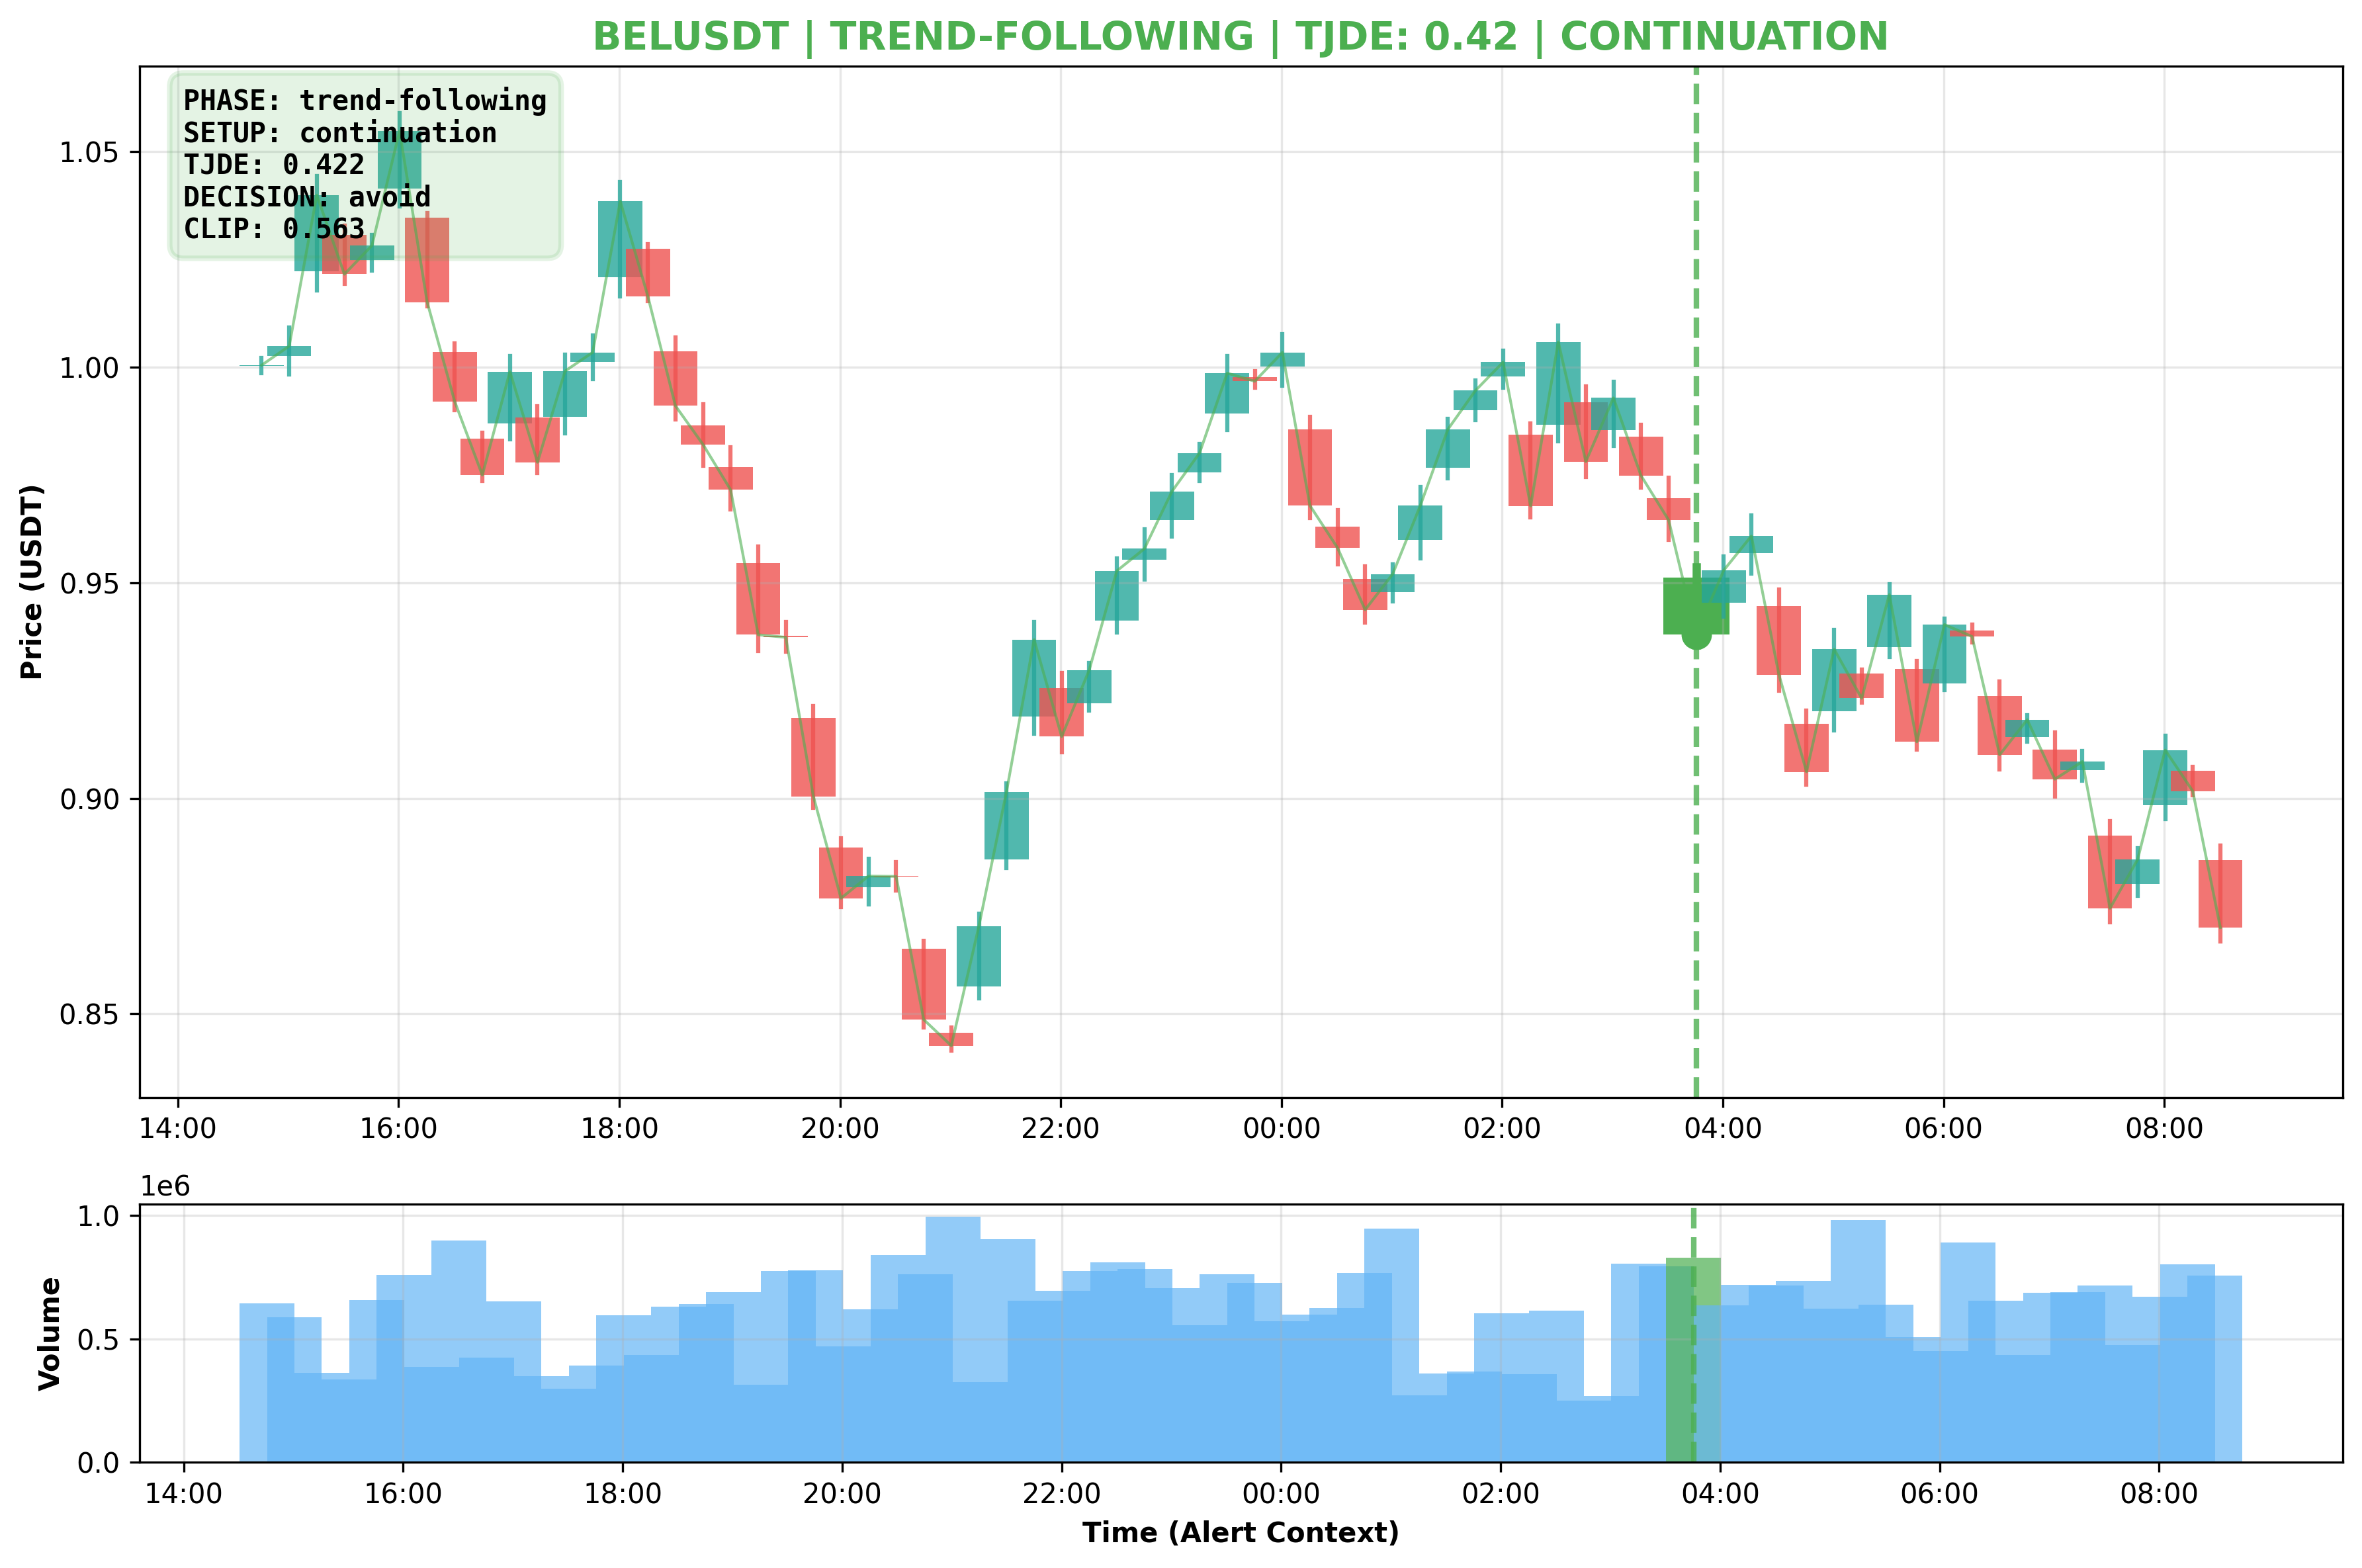 BELUSDT | TREND-FOLLOWING | TJDE: 0.42 | CONTINUATION
PHASE: trend-following
SETUP: continuation
TJDE: 0.422
DECISION: avoid
CLIP: 0.563
Price (USDT)
1.05
1.00
0.95
0.90
0.85
14:00 16:00 18:00 20:00 22:00 00:00 02:00 04:00 06:00 08:00
1e6
Volume
1.0
0.5
0.0
14:00 16:00 18:00 20:00 22:00 00:00 02:00 04:00 06:00 08:00
Time (Alert Context)